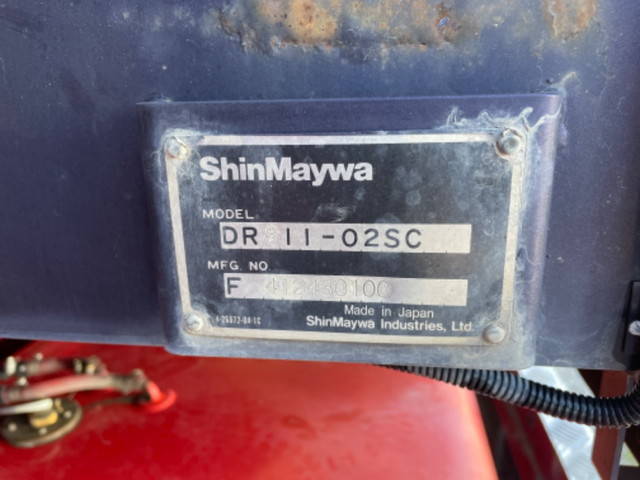 ShinMaywa
MODEL
DR 11-02SC
MFG. NO.
F
Made in Japan
ShinMaywa Industries, Ltd.